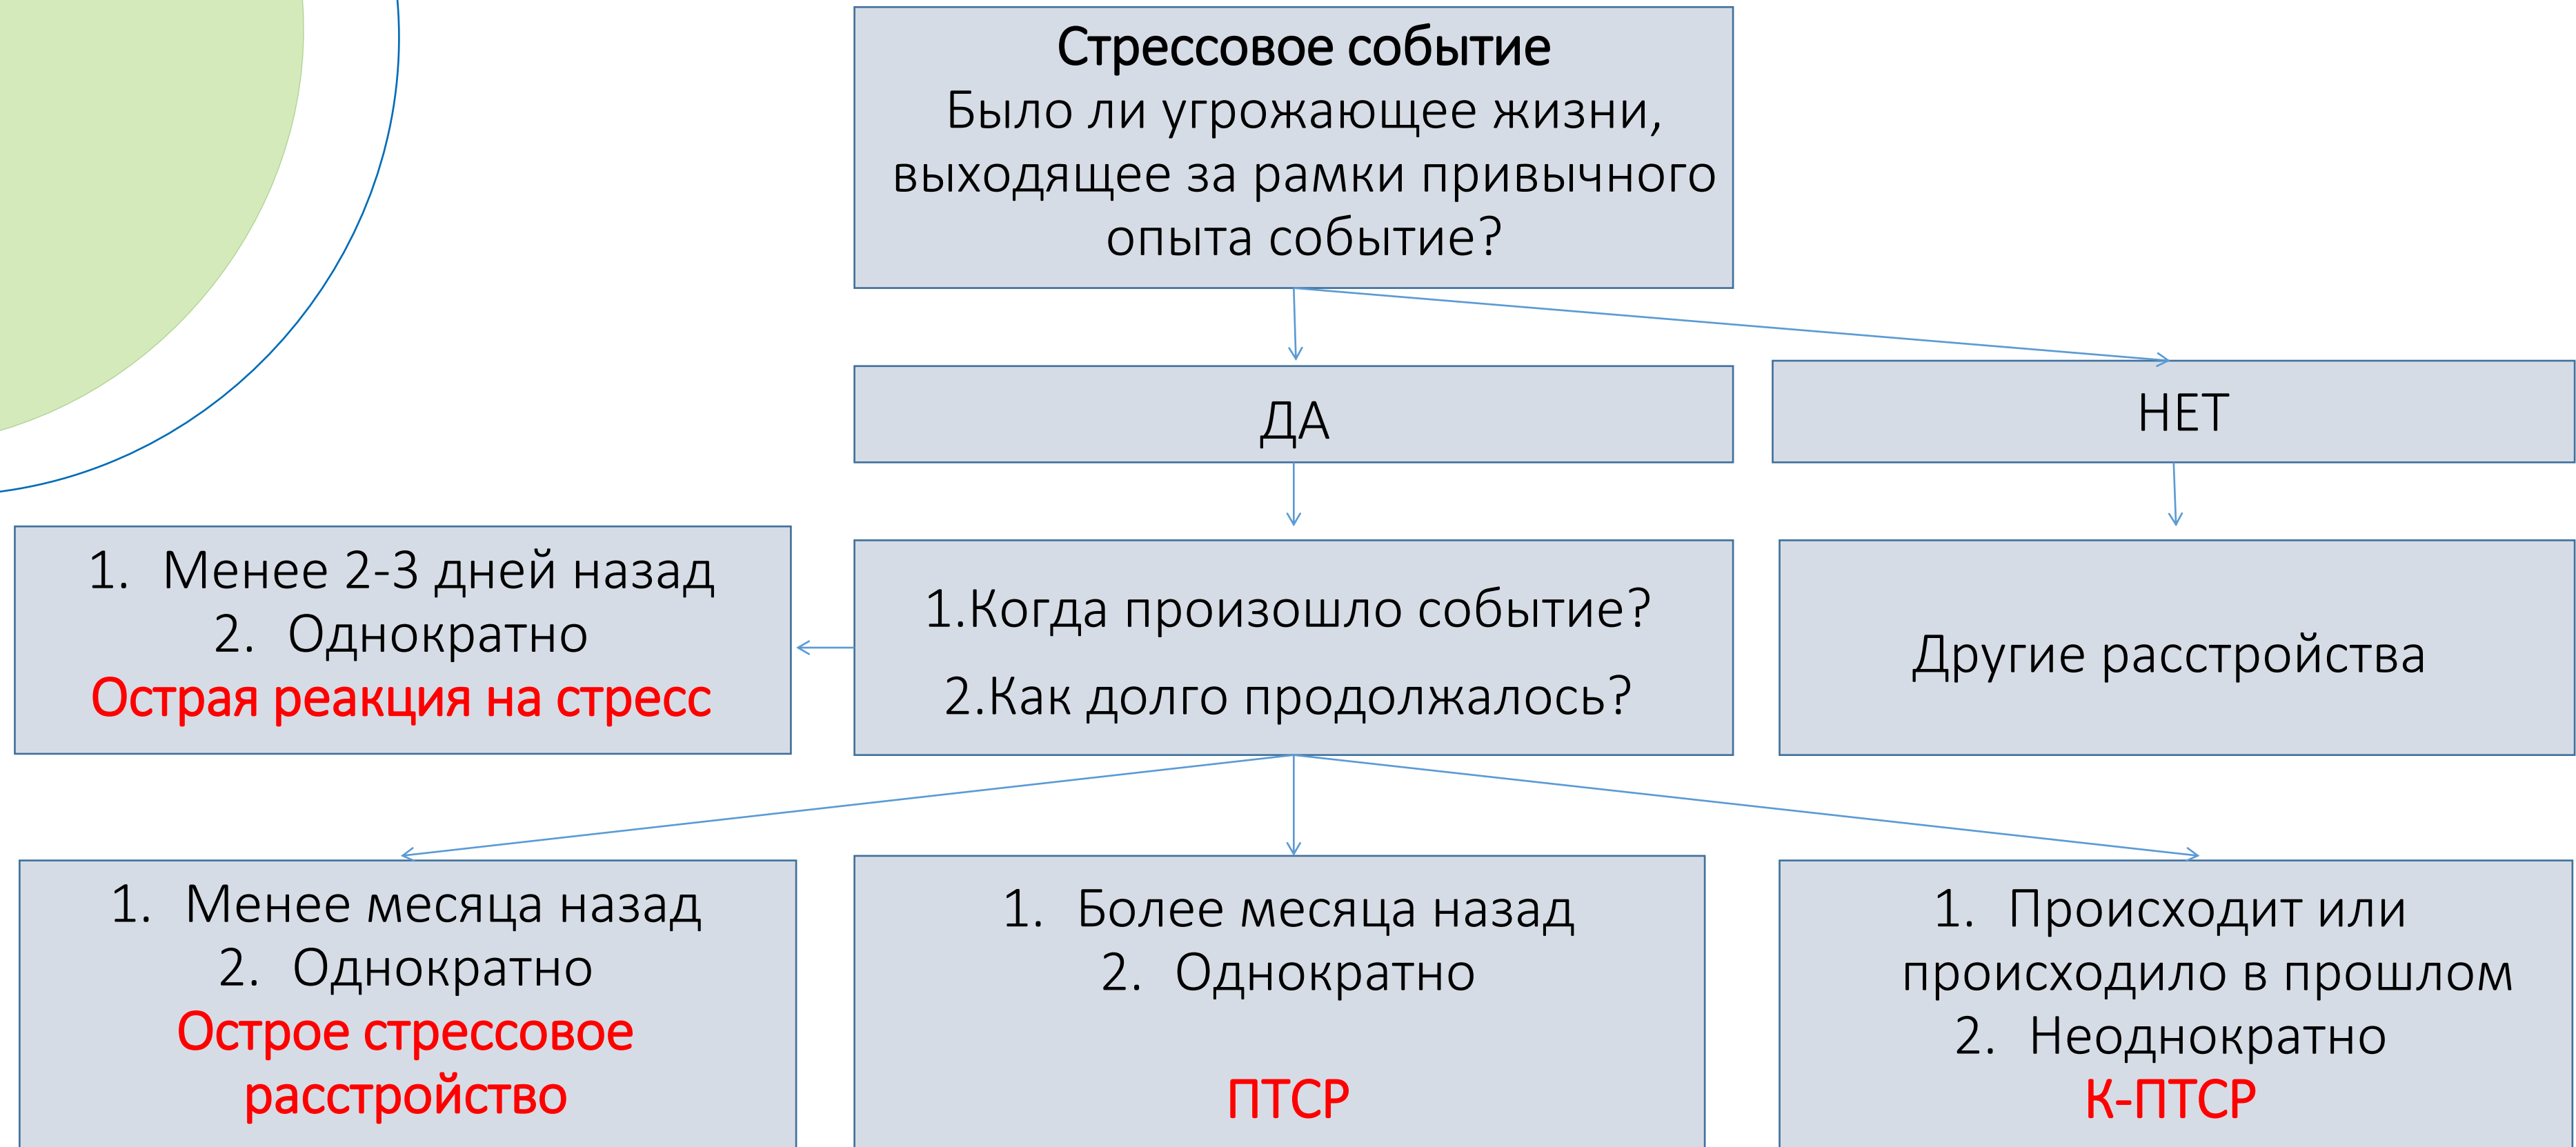 Стрессовое событие
Было ли угрожающее жизни,
выходящее за рамки привычного
опыта событие?
ДА
НЕТ
1. Менее 2-3 дней назад
2. Однократно
Острая реакция на стресс
1.Когда произошло событие?
2.Как долго продолжалось?
Другие расстройства
1. Менее месяца назад
2. Однократно
Острое стрессовое
расстройство
1. Более месяца назад
2. Однократно
ПТСР
1. Происходит или
происходило в прошлом
2. Неоднократно
К-ПТСР